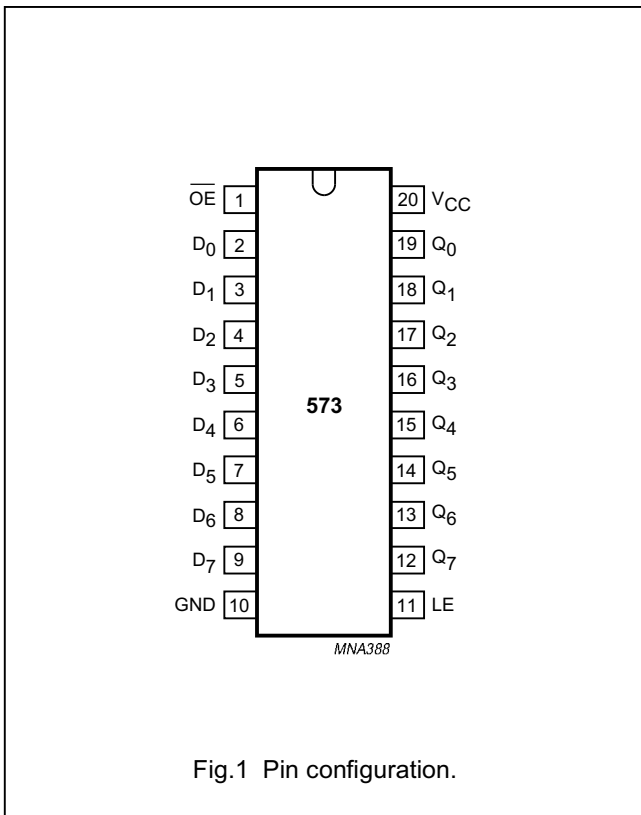 OE 1 20 VCC
D0 2 19 Q0
D1 3 18 Q1
D2 4 17 Q2
D3 5 16 Q3
573
D4 6 15 Q4
D5 7 14 Q5
D6 8 13 Q6
D7 9 12 Q7
GND 10 11 LE
MNA388
Fig.1 Pin configuration.